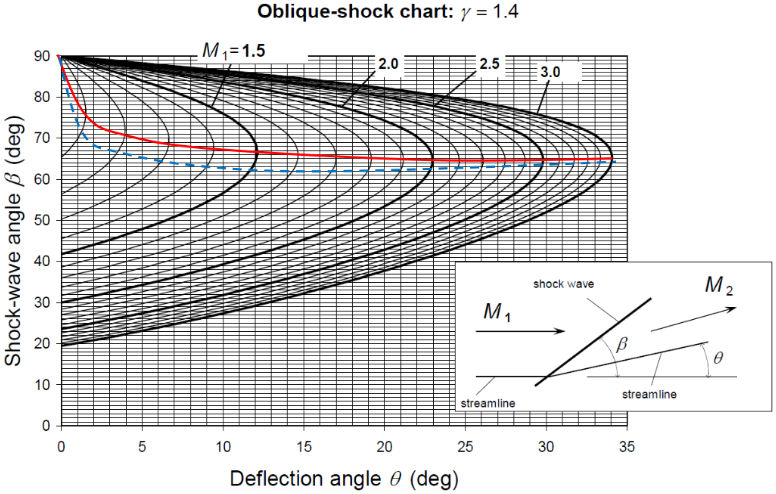 Oblique-shock chart: γ = 1.4
M1=1.5
2.0
2.5
3.0
90
80
70
60
50
40
30
20
10
0
Shock-wave angle β (deg)
0 5 10 15 20 25 30 35
Deflection angle θ (deg)
shock wave
M1
M2
β
θ
streamline
streamline